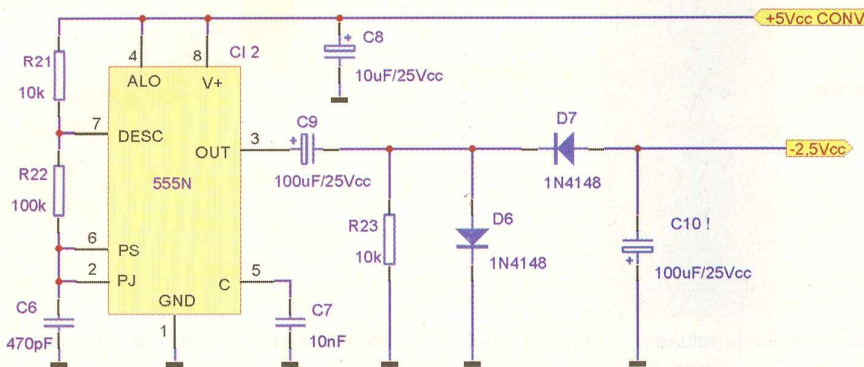 +5Vcc CONV
C8
10uF/25Vcc
R21
10k
4
8
CI 2
ALO
V+
7
DESC
OUT
3
C9
100uF/25Vcc
D7
1N4148
-2,5Vcc
R22
100k
555N
R23
10k
D6
1N4148
C10 !
100uF/25Vcc
6
PS
2
PJ
C
5
GND
1
C6
470pF
C7
10nF